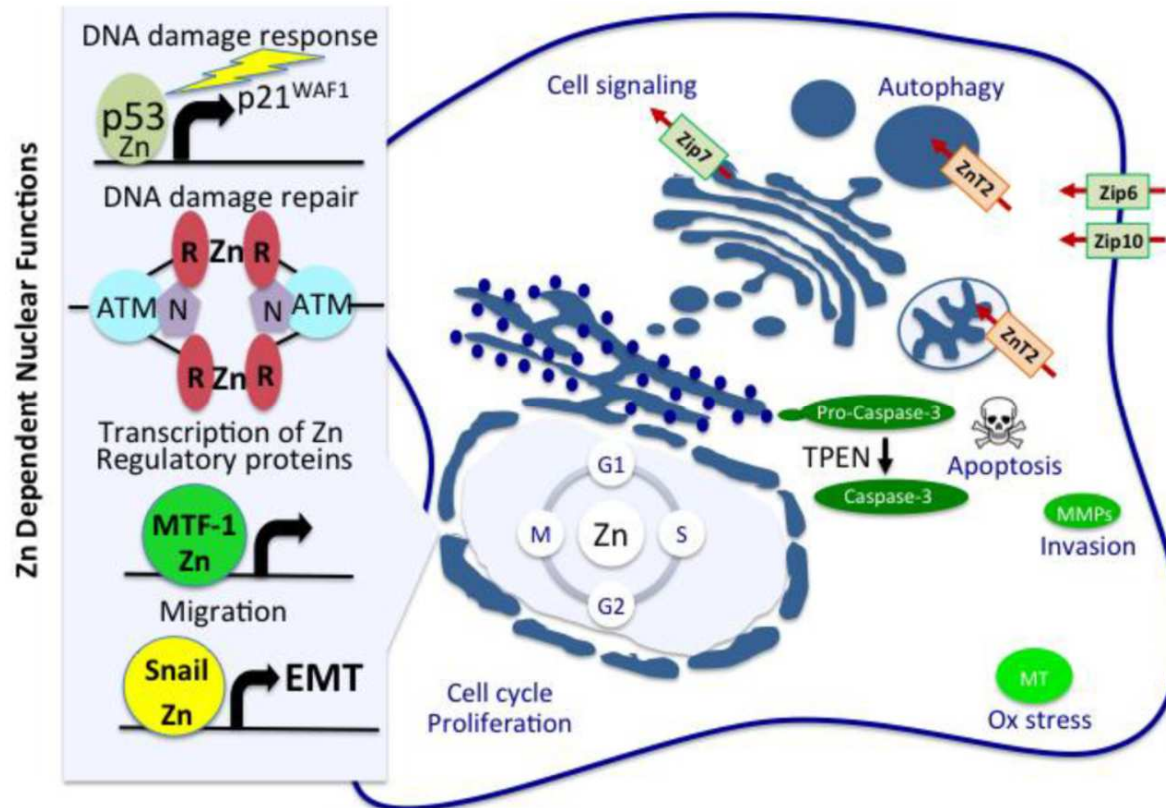 Zn Dependent Nuclear Functions
DNA damage response
p53
Zn
p21WAF1
DNA damage repair
R Zn R
ATM N N ATM
R Zn R
Transcription of Zn
Regulatory proteins
MTF-1
Zn
Migration
Snail
Zn
EMT
Cell signaling
Zip7
Autophagy
ZnT2
Zip6
Zip10
ZnT2
Pro-Caspase-3
TPEN
Caspase-3
Apoptosis
MMPs
Invasion
G1
M Zn S
G2
Cell cycle
Proliferation
MT
Ox stress